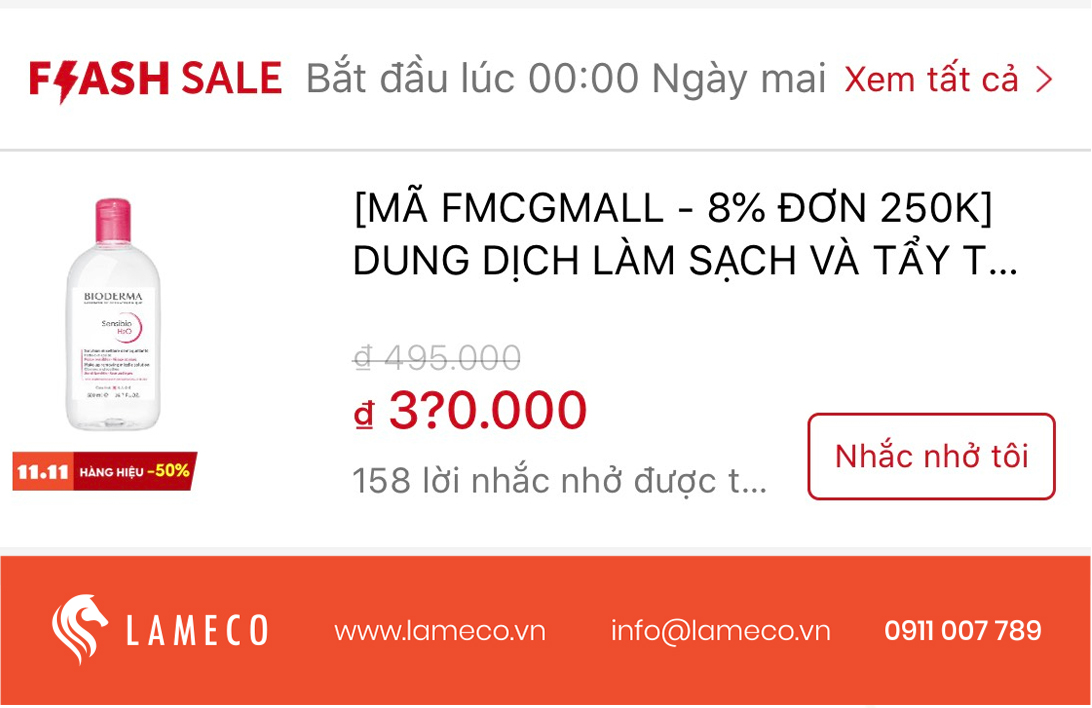 FLASH SALE Bắt đầu lúc 00:00 Ngày mai Xem tất cả >
[MÃ FMCGMALL - 8% ĐƠN 250K]
DUNG DỊCH LÀM SẠCH VÀ TẨY T...
BIODERMA
Sensibio
H2O
đ 495.000
đ 3?0.000
11.11 HÀNG HIỆU -50%
158 lời nhắc nhở được t...
Nhắc nhở tôi
LAMECO www.lameco.vn info@lameco.vn 0911 007 789